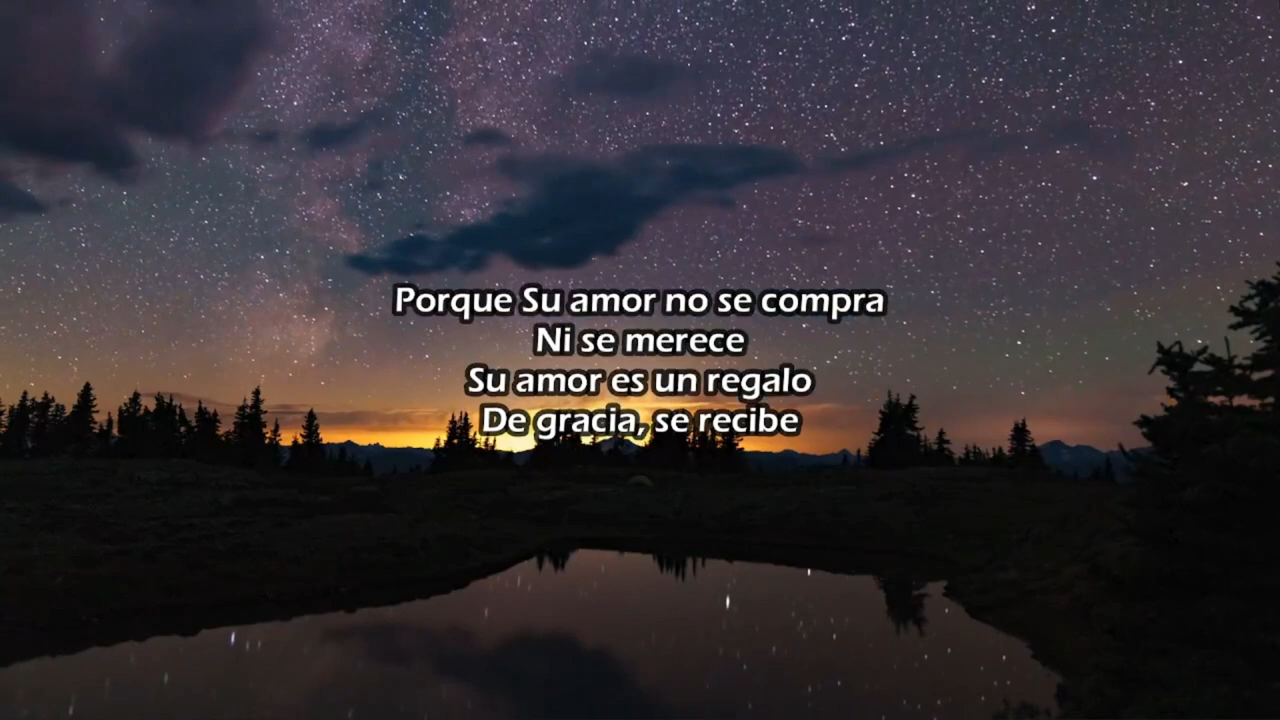 Porque Su amor no se compra
Ni se merece
Su amor es un regalo
De gracia, se recibe